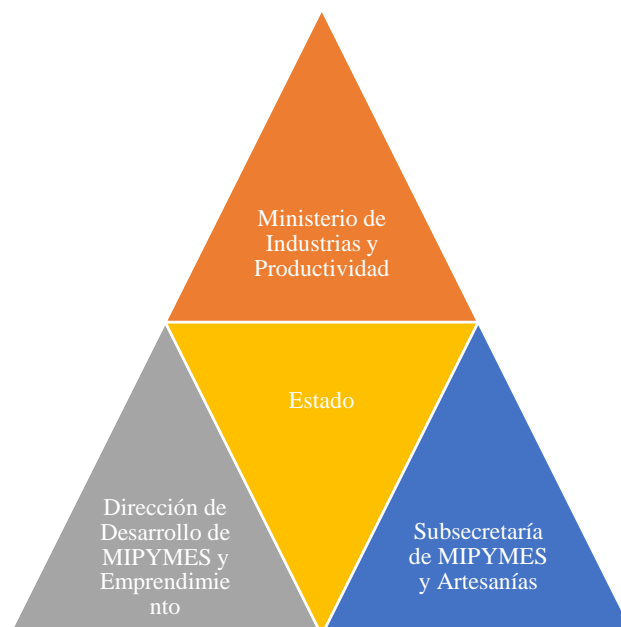 Ministerio de
Industrias y
Productividad
Estado
Dirección de
Desarrollo de
MIPYMES y
Emprendimie
nto
Subsecretaría
de MIPYMES
y Artesanías